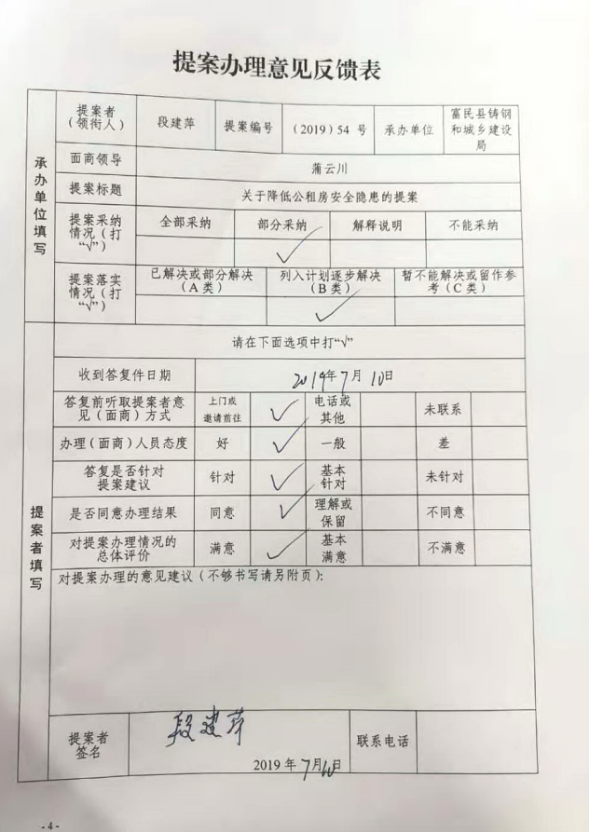 提案办理意见反馈表
承办单位填写
提案者
(领衔人)
段建萍
提案编号
(2019)54 号
承办单位
富民县铸钢
和城乡建设
局
面商领导
蒲云川
提案标题
关于降低公租房安全隐患的提案
提案采纳
情况(打
“√”)
全部采纳
部分采纳
解释说明
不能采纳
√
提案落实
情况(打
“√”)
已解决或部分解决
(A 类)
列入计划逐步解决
(B 类)
暂不能解决或留作参
考(C 类)
√
提案者填写
请在下面选项中打“√”
收到答复件日期
2019年7月10日
答复前听取提案者意
见(面商)方式
上门或
邀请前往
√
电话或
其他
未联系
办理(面商)人员态度
好
√
一般
差
答复是否针对
提案建议
针对
√
基本
针对
未针对
是否同意办理结果
同意
√
理解或
保留
不同意
对提案办理情况的
总体评价
满意
√
基本
满意
不满意
对提案办理的意见建议(不够书写请另附页):
提案者
签名
段建萍
2019 年7月10日
联系电话
-4-